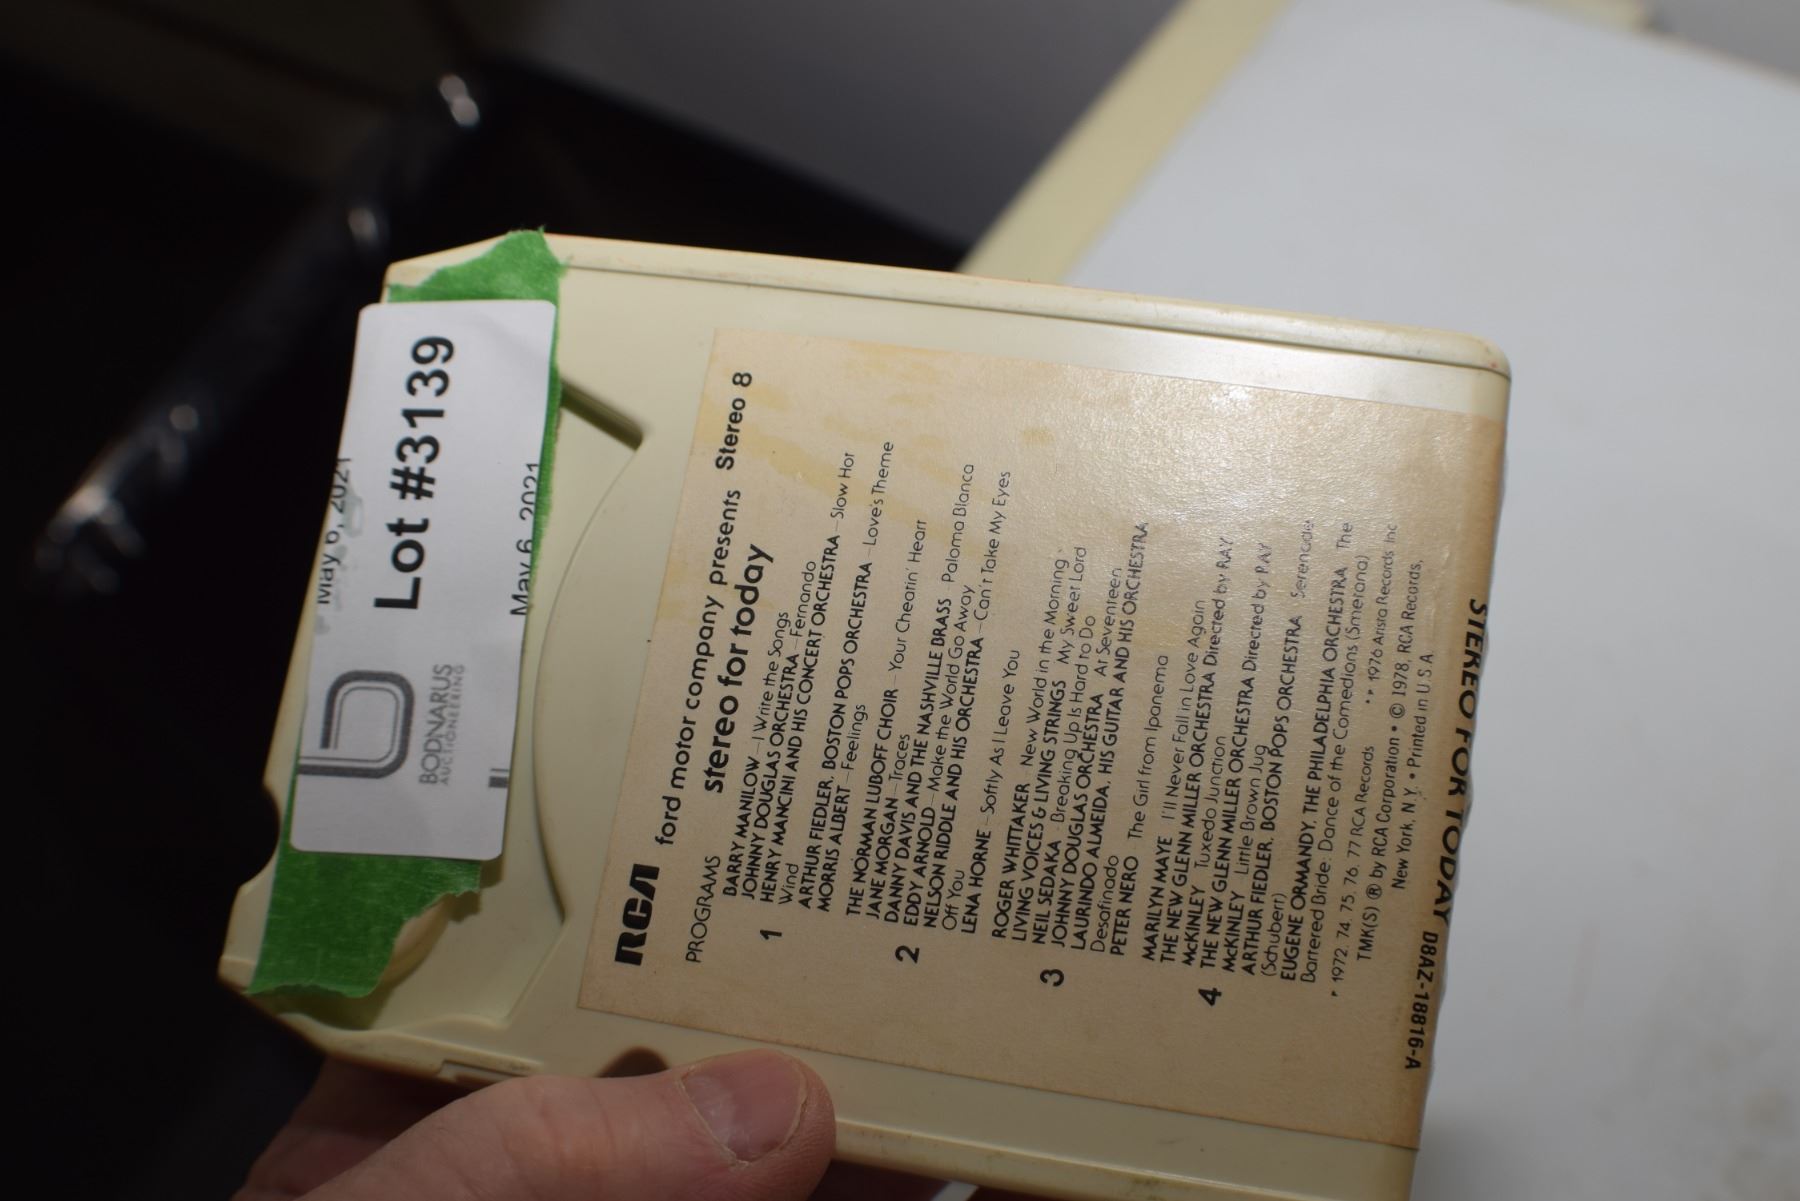 May 6, 2021
Lot #3139
May 6 2021
BODNARUS
AUCTIONEERING
RCA ford motor company presents Stereo 8
stereo for today
PROGRAMS
1
BARRY MANILOW—I Write the Songs
JOHNNY DOUGLAS ORCHESTRA—Fernando
HENRY MANCINI AND HIS CONCERT ORCHESTRA—Slow Hot
Wind
ARTHUR FIEDLER, BOSTON POPS ORCHESTRA—Love's Theme
MORRIS ALBERT—Feelings
2
THE NORMAN LUBOFF CHOIR—Your Cheatin' Heart
JANE MORGAN—Traces
DANNY DAVIS AND THE NASHVILLE BRASS Paloma Blanca
EDDY ARNOLD—Make the World Go Away
NELSON RIDDLE AND HIS ORCHESTRA—Can't Take My Eyes
Off You
LENA HORNE—Softly As I Leave You
3
ROGER WHITTAKER New World in the Morning
LIVING VOICES & LIVING STRINGS My Sweet Lord
NEIL SEDAKA - Breaking Up Is Hard to Do
JOHNNY DOUGLAS ORCHESTRA At Seventeen
LAURINDO ALMEIDA, HIS GUITAR AND HIS ORCHESTRA
Desafinado
PETER NERO The Girl from Ipanema
4
MARILYN MAYE I'll Never Fall in Love Again
THE NEW GLENN MILLER ORCHESTRA Directed by RAY
McKINLEY Tuxedo Junction
THE NEW GLENN MILLER ORCHESTRA Directed by RAY
McKINLEY Little Brown Jug
ARTHUR FIEDLER, BOSTON POPS ORCHESTRA Serenade
(Schubert)
EUGENE ORMANDY, THE PHILADELPHIA ORCHESTRA The
Bartered Bride: Dance of the Comedians (Smetana)
• 1972, 74, 75, 76, 77 RCA Records •• 1976 Arista Records Inc
TMK(S) ® by RCA Corporation • © 1978, RCA Records,
New York, N.Y. • Printed in U.S.A.
STEREO FOR TODAY D8AZ-18816-A